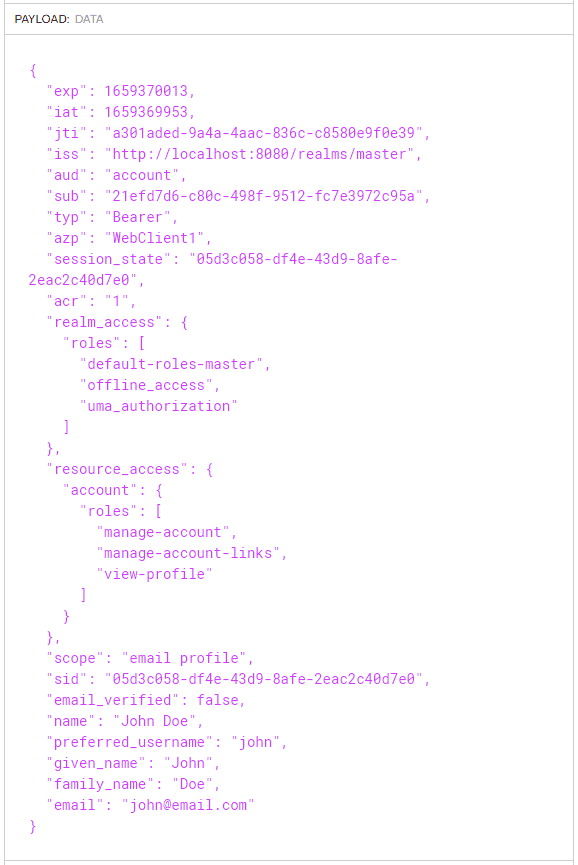 PAYLOAD: DATA
{
  "exp": 1659370013,
  "iat": 1659369953,
  "jti": "a301aded-9a4a-4aac-836c-c8580e9f0e39",
  "iss": "http://localhost:8080/realms/master",
  "aud": "account",
  "sub": "21efd7d6-c80c-498f-9512-fc7e3972c95a",
  "typ": "Bearer",
  "azp": "WebClient1",
  "session_state": "05d3c058-df4e-43d9-8afe-
2eac2c40d7e0",
  "acr": "1",
  "realm_access": {
    "roles": [
      "default-roles-master",
      "offline_access",
      "uma_authorization"
    ]
  },
  "resource_access": {
    "account": {
      "roles": [
        "manage-account",
        "manage-account-links",
        "view-profile"
      ]
    }
  },
  "scope": "email profile",
  "sid": "05d3c058-df4e-43d9-8afe-2eac2c40d7e0",
  "email_verified": false,
  "name": "John Doe",
  "preferred_username": "john",
  "given_name": "John",
  "family_name": "Doe",
  "email": "john@email.com"
}